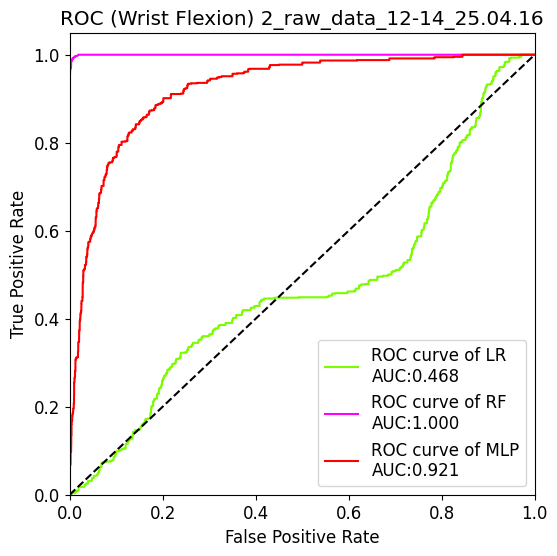 ROC (Wrist Flexion) 2_raw_data_12-14_25.04.16
1.0
0.8
0.6
0.4
0.2
0.0
True Positive Rate
ROC curve of LR
AUC:0.468
ROC curve of RF
AUC:1.000
ROC curve of MLP
AUC:0.921
0.0 0.2 0.4 0.6 0.8 1.0
False Positive Rate